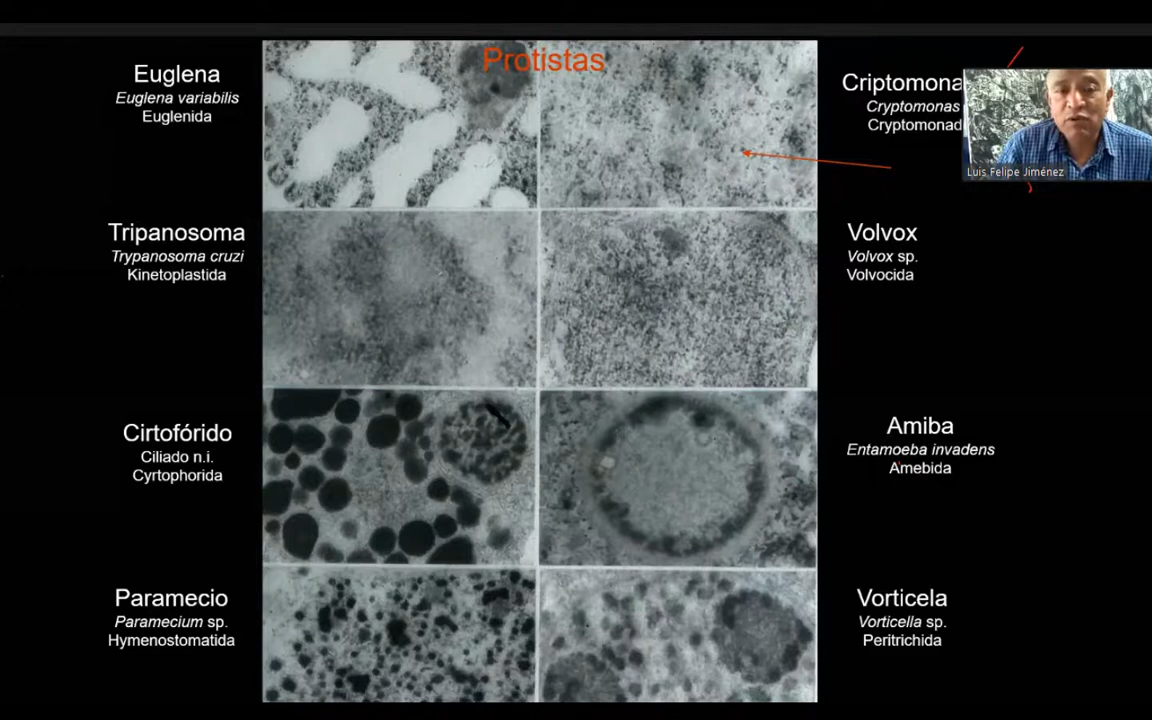 Protistas
Euglena
Euglena variabilis
Euglenida
Criptomona
Cryptomonas
Cryptomonad
Luis Felipe Jiménez
Tripanosoma
Trypanosoma cruzi
Kinetoplastida
Volvox
Volvox sp.
Volvocida
Cirtofórido
Ciliado n.i.
Cyrtophorida
Amiba
Entamoeba invadens
Amebida
Paramecio
Paramecium sp.
Hymenostomatida
Vorticela
Vorticella sp.
Peritrichida